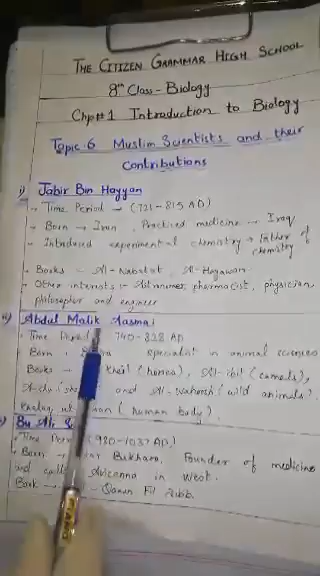 THE CITIZEN GRAMMAR HIGH SCHOOL
8th Class - Biology
Chp#1 Introduction to Biology
Topic 6 Muslim Scientists and their
contributions
i) Jabir Bin Hayyan
- Time Period → (721 - 815 AD)
- Born → Iran, Practiced medicine → Iraq
- Introduced experimental chemistry → father of
chemistry
- Books → Al-Nabatat, Al-Hayawan
- Other interests → Astronomer, pharmacist, physician,
philosopher and engineer
Abdul Malik Asmai
Time Period 740-828 AD
Born specialist in animal sciences
Books (horses), Al-ibil (camels),
and Al-Wahoosh (wild animals)
(human body).
Bu Ali
Time Period (980-1037 AD)
Born Bukhara, Founder of medicine
and Avicenna in West.
Book → Al-Qanun Fil